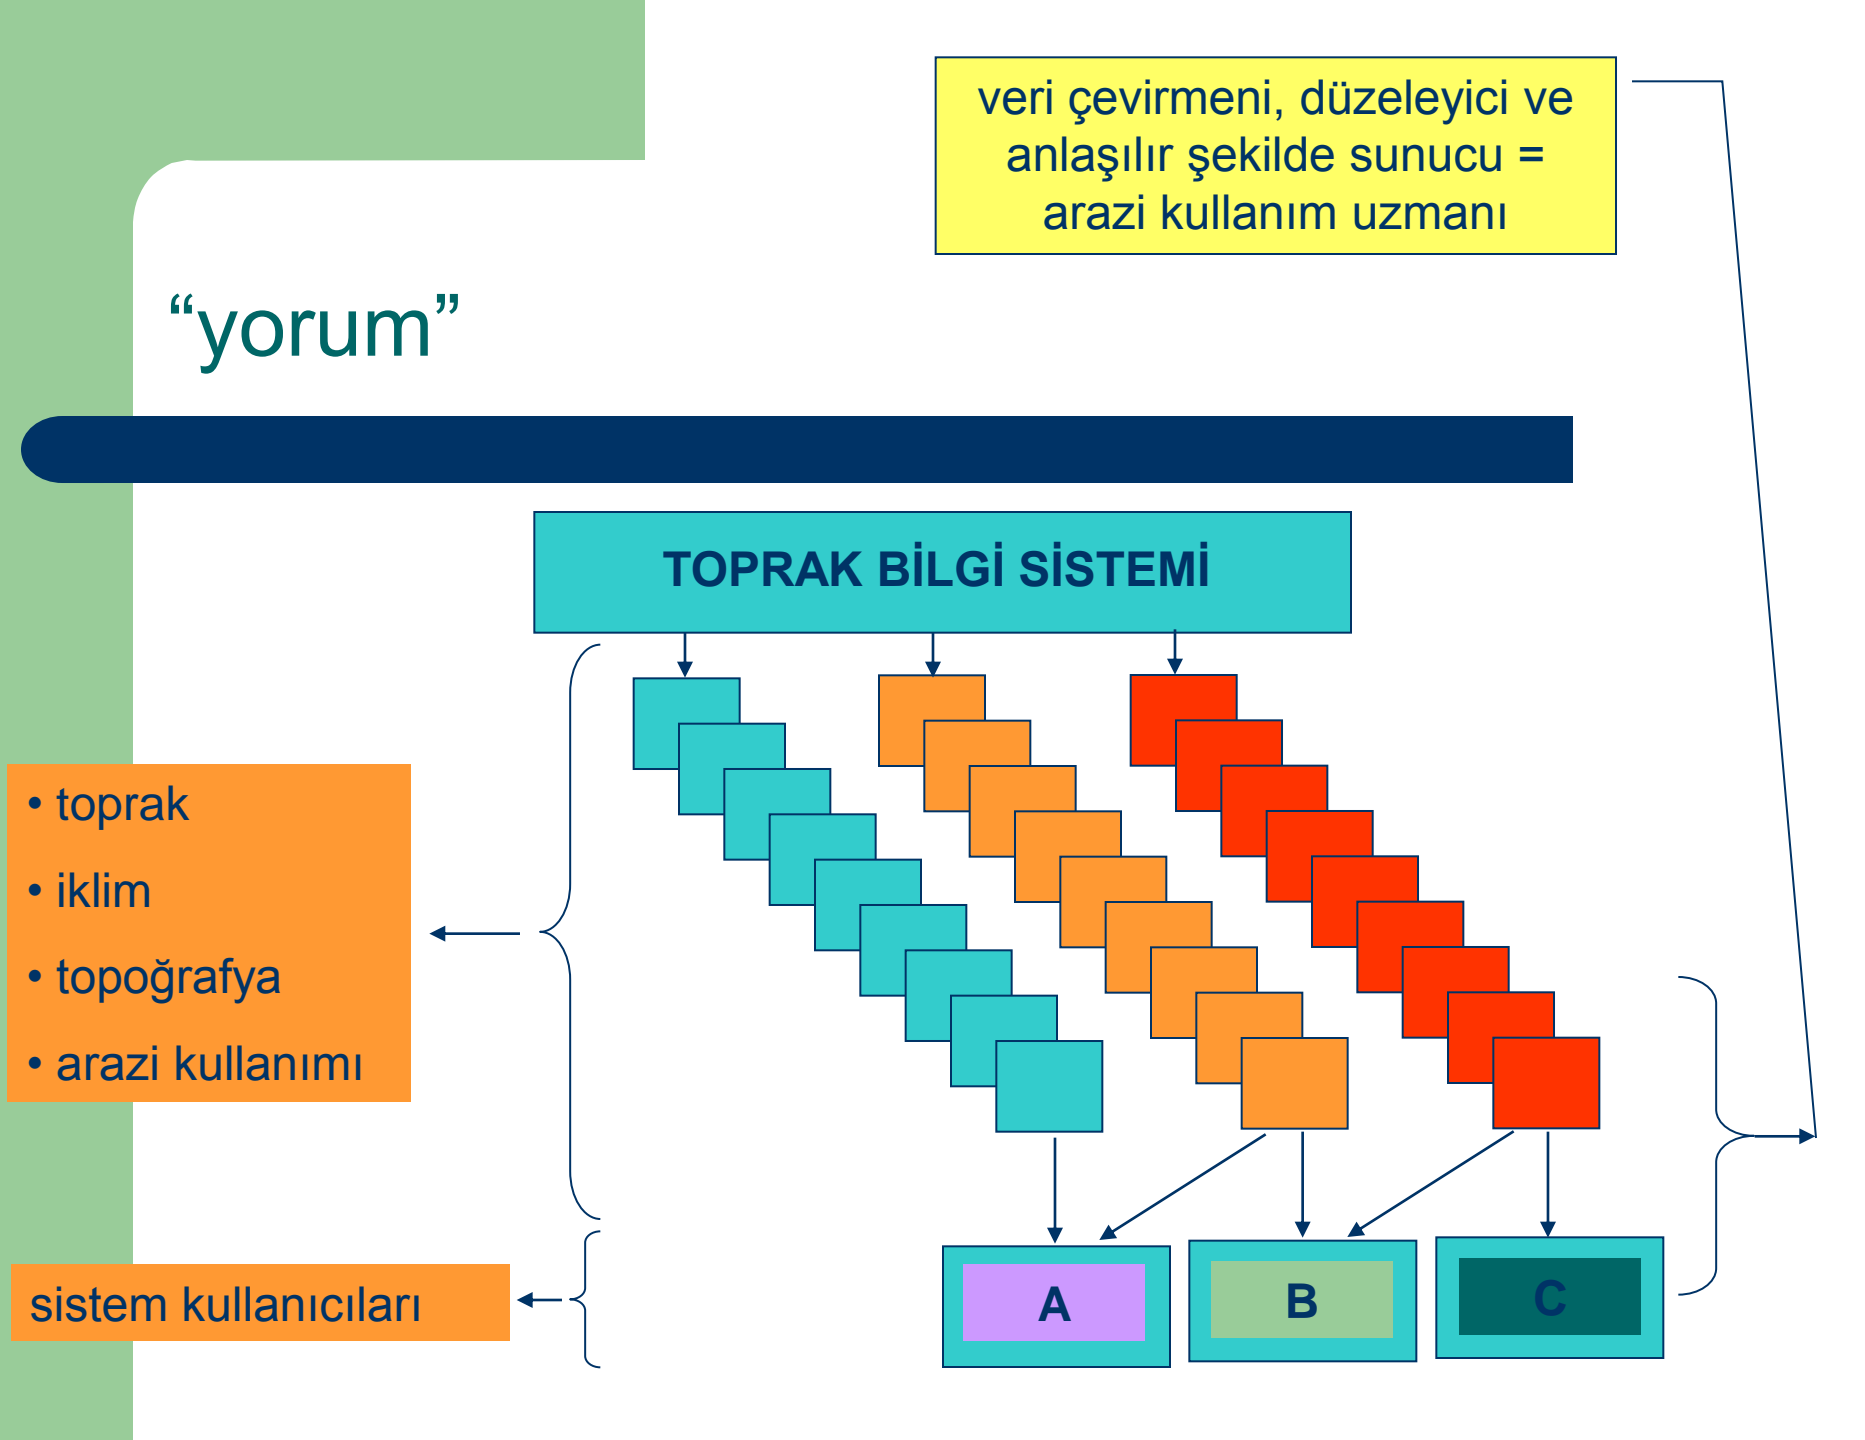 veri çevirmeni, düzeleyici ve
anlaşılır şekilde sunucu =
arazi kullanım uzmanı
“yorum”
TOPRAK BİLGİ SİSTEMİ
• toprak
• iklim
• topoğrafya
• arazi kullanımı
sistem kullanıcıları
A
B
C